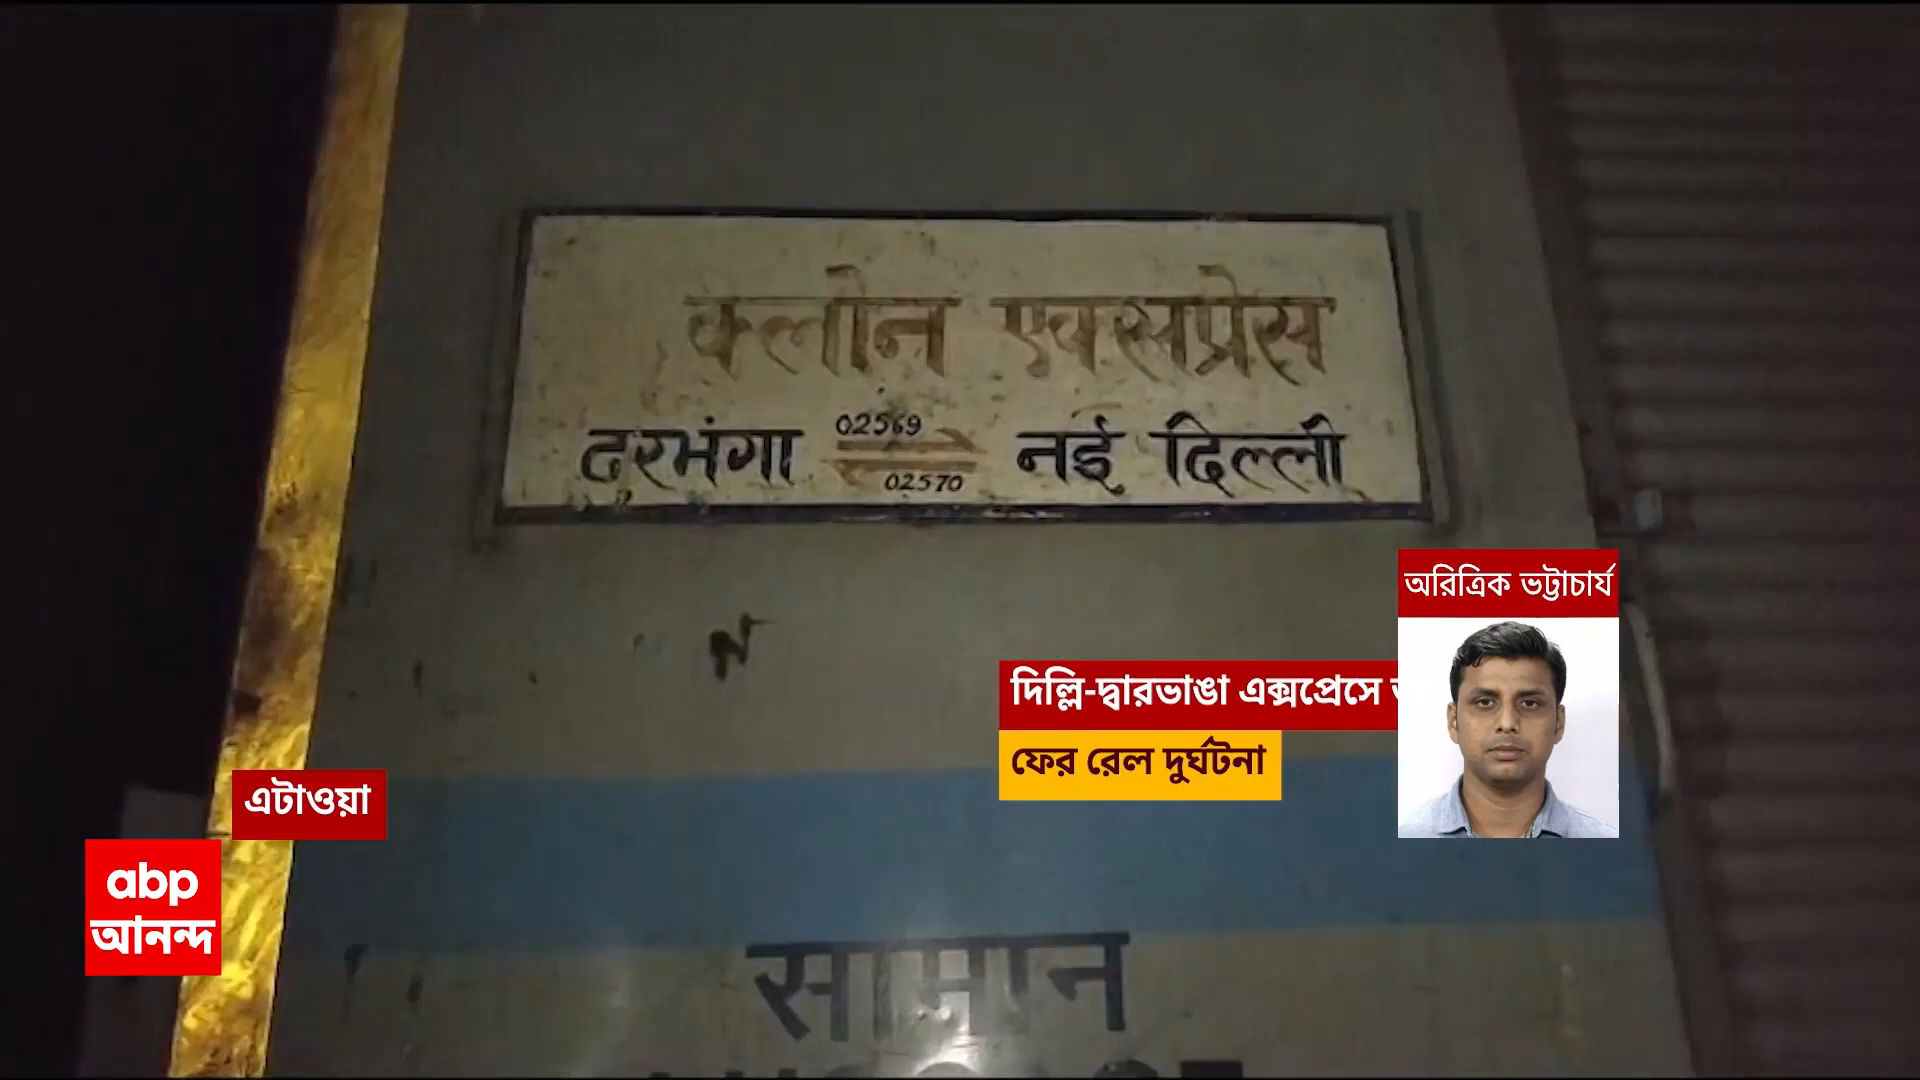 क्लोन एक्सप्रेस
02569
दरभंगा नई दिल्ली
02570
অরিত্রিক ভট্টাচার্য
দিল্লি-দ্বারভাঙা এক্সপ্রেসে
ফের রেল দুর্ঘটনা
এটাওয়া
abp
আনন্দ
सामान